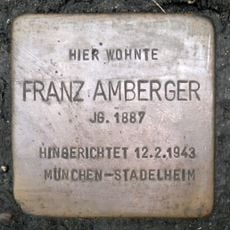 HIER WOHNTE
FRANZ AMBERGER
JG. 1887
HINGERICHTET 12.2.1943
MÜNCHEN-STADELHEIM